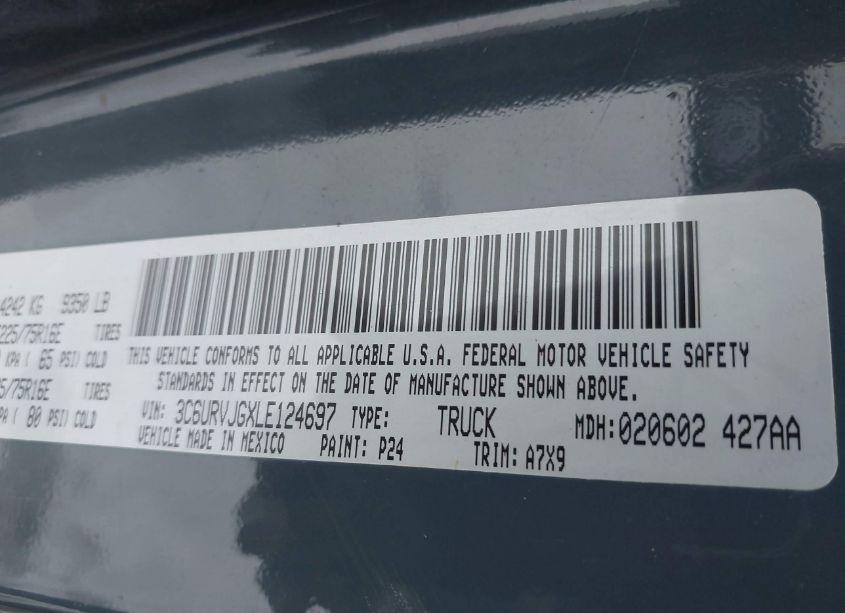 4242 KG 9350 LB
225/75R16E TIRES
KPA ( 65 PSI) COLD
5/75R16E TIRES
PA ( 80 PSI) COLD
THIS VEHICLE CONFORMS TO ALL APPLICABLE U.S.A. FEDERAL MOTOR VEHICLE SAFETY
STANDARDS IN EFFECT ON THE DATE OF MANUFACTURE SHOWN ABOVE.
VIN: 3C6URVJGXLE124697 TYPE: TRUCK MDH:020602 427AA
VEHICLE MADE IN MEXICO PAINT: P24 TRIM: A7X9